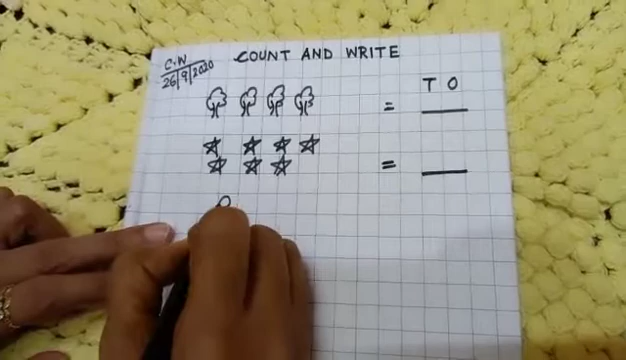 C.W
26/9/2020
COUNT AND WRITE
T O
=
=